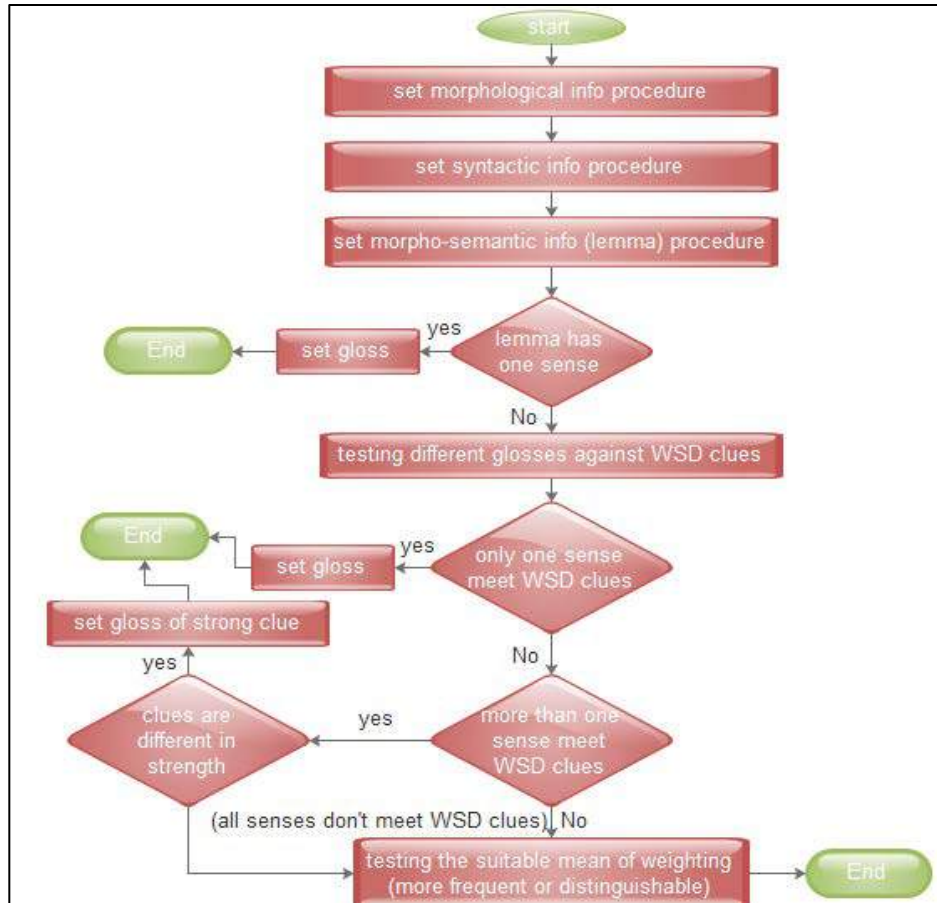 start
set morphological info procedure
set syntactic info procedure
set morpho-semantic info (lemma) procedure
lemma has
one sense
yes
set gloss
End
No
testing different glosses against WSD clues
only one sense
meet WSD clues
yes
set gloss
End
No
more than one
sense meet
WSD clues
yes
clues are
different in
strength
yes
set gloss of strong clue
(all senses don't meet WSD clues) No
testing the suitable mean of weighting
(more frequent or distinguishable)
End